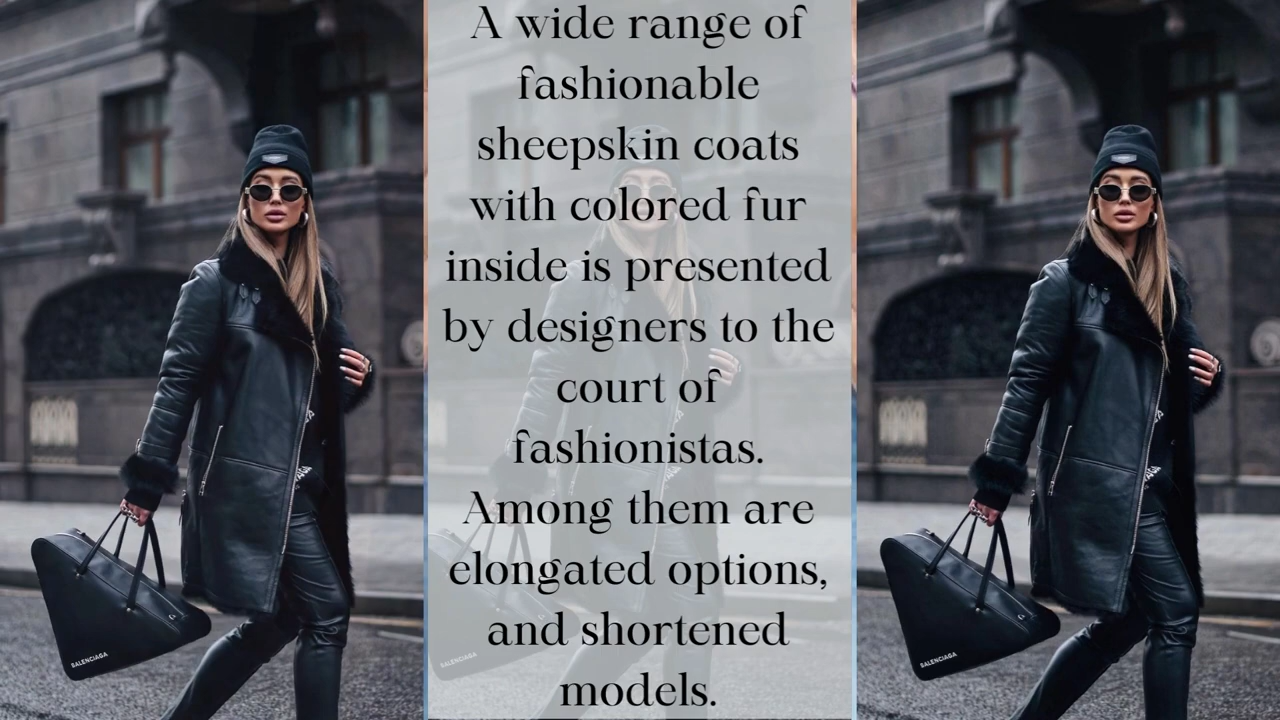 A wide range of
fashionable
sheepskin coats
with colored fur
inside is presented
by designers to the
court of
fashionistas.
Among them are
elongated options,
and shortened
models.
BALENCIAGA
BALENCIAGA